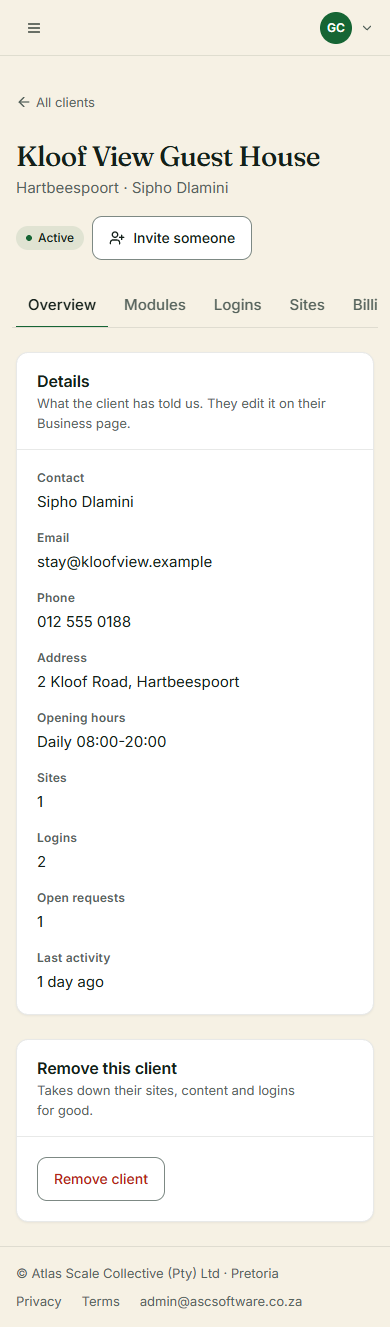 GC
All clients
Kloof View Guest House
Hartbeespoort · Sipho Dlamini
Active
Invite someone
Overview Modules Logins Sites Billi
Details
What the client has told us. They edit it on their
Business page.
Contact
Sipho Dlamini
Email
stay@kloofview.example
Phone
012 555 0188
Address
2 Kloof Road, Hartbeespoort
Opening hours
Daily 08:00-20:00
Sites
1
Logins
2
Open requests
1
Last activity
1 day ago
Remove this client
Takes down their sites, content and logins
for good.
Remove client
© Atlas Scale Collective (Pty) Ltd · Pretoria
Privacy Terms admin@ascsoftware.co.za